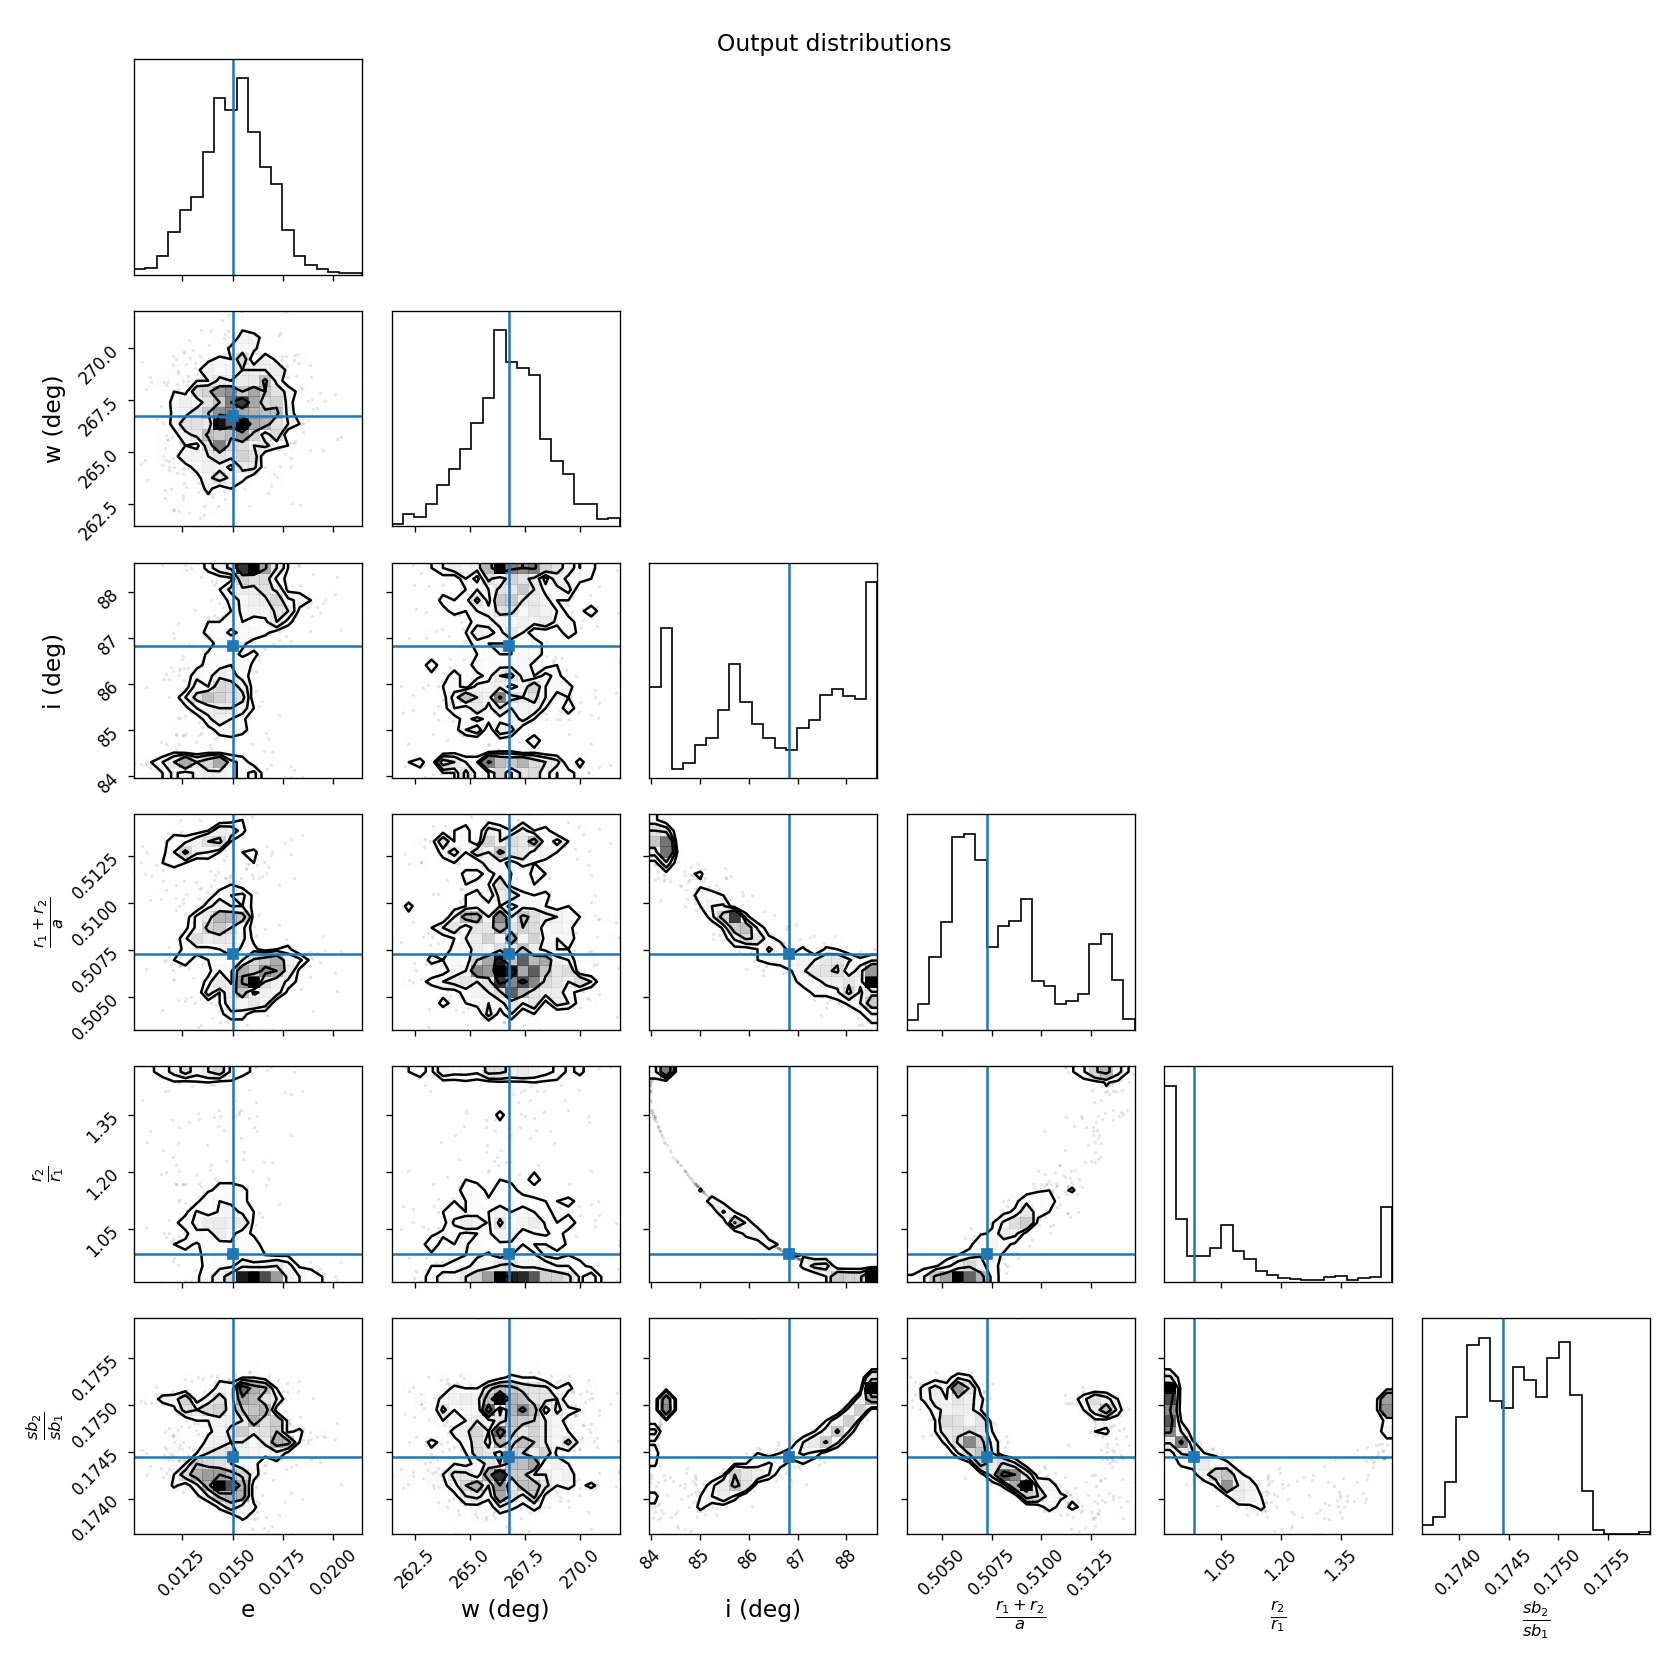 Output distributions
270.0
267.5
265.0
262.5
w (deg)
88
87
86
85
84
i (deg)
0.5125
0.5100
0.5075
0.5050
r₁ + r₂
a
1.35
1.20
1.05
r₂
r₁
0.1755
0.1750
0.1745
0.1740
sb₂
sb₁
0.0125 0.0150 0.0175 0.0200
262.5 265.0 267.5 270.0
84 85 86 87 88
0.5050 0.5075 0.5100 0.5125
1.05 1.20 1.35
0.1740 0.1745 0.1750 0.1755
e
w (deg)
i (deg)
r₁ + r₂
a
r₂
r₁
sb₂
sb₁